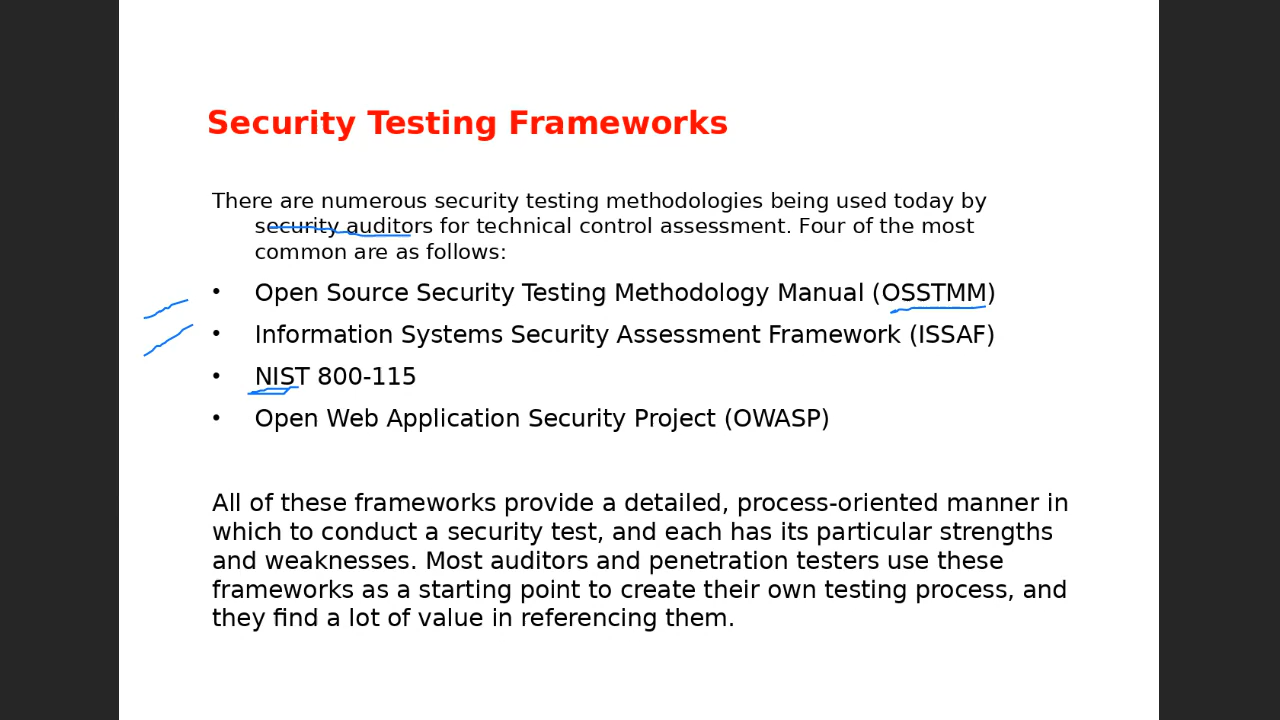 Security Testing Frameworks
There are numerous security testing methodologies being used today by
security auditors for technical control assessment. Four of the most
common are as follows:
• Open Source Security Testing Methodology Manual (OSSTMM)
• Information Systems Security Assessment Framework (ISSAF)
• NIST 800-115
• Open Web Application Security Project (OWASP)
All of these frameworks provide a detailed, process-oriented manner in
which to conduct a security test, and each has its particular strengths
and weaknesses. Most auditors and penetration testers use these
frameworks as a starting point to create their own testing process, and
they find a lot of value in referencing them.